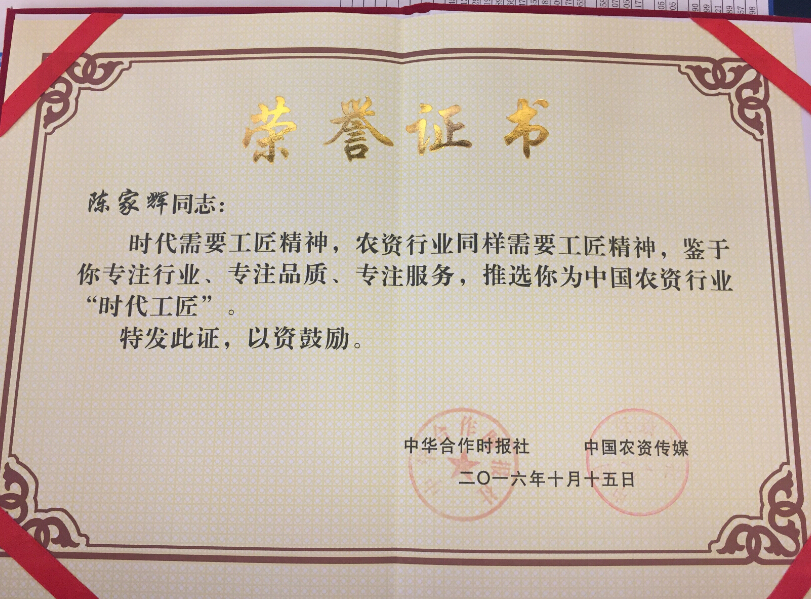 荣誉证书
陈家辉同志：
时代需要工匠精神，农资行业同样需要工匠精神，鉴于
你专注行业、专注品质、专注服务，推选你为中国农资行业
“时代工匠”。
特发此证，以资鼓励。
中华合作时报社 中国农资传媒
二〇一六年十月十五日